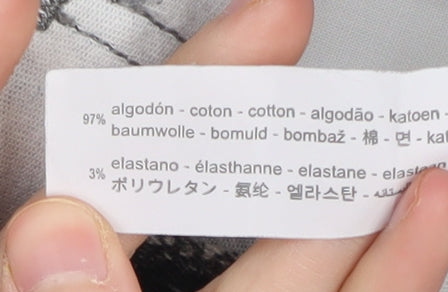 97% algodón - coton - cotton - algodão - katoen -
baumwolle - bomuld - bombaž - 棉 - 면 -
3% elastano - élasthanne - elastane -
ポリウレタン - 氨纶 - 엘라스탄 -